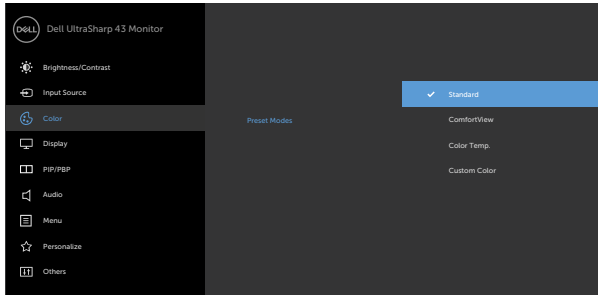 DELL
Dell UltraSharp 43 Monitor
Brightness/Contrast
Input Source
Color
Display
PIP/PBP
Audio
Menu
Personalize
Others
Preset Modes
Standard
ComfortView
Color Temp.
Custom Color